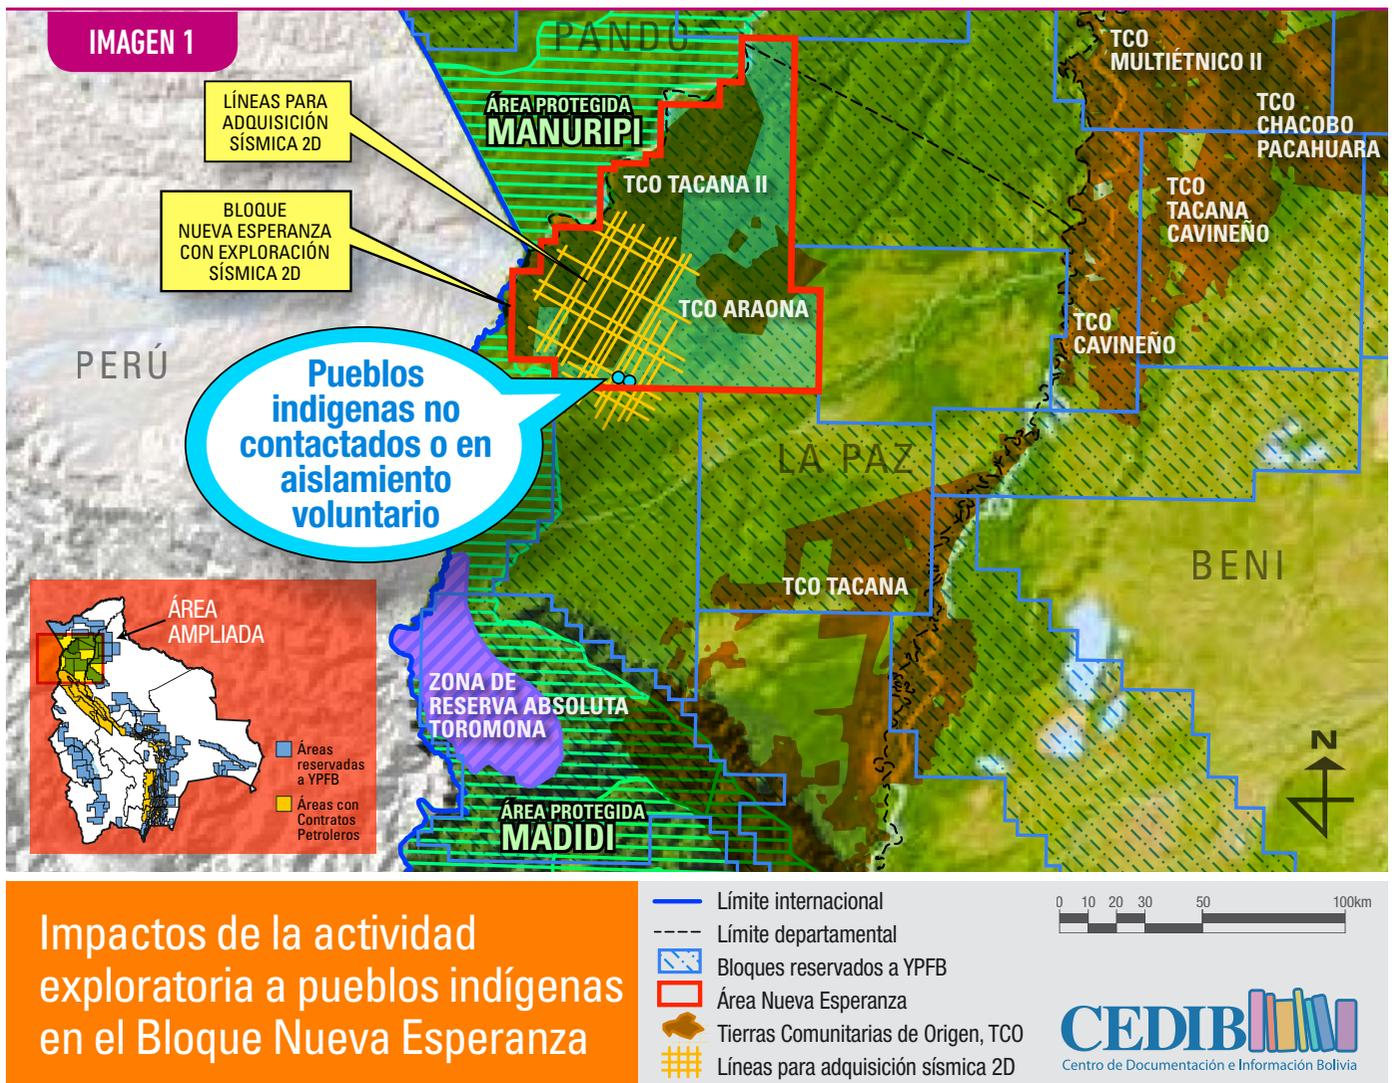 IMAGEN 1
PANDO
LÍNEAS PARA
ADQUISICIÓN
SÍSMICA 2D
ÁREA PROTEGIDA
MANURIPI
TCO
MULTIÉTNICO II
TCO
CHACOBO
PACAHUARA
BLOQUE
NUEVA ESPERANZA
CON EXPLORACIÓN
SÍSMICA 2D
TCO TACANA II
TCO
TACANA
CAVINEÑO
TCO ARAONA
TCO
CAVINEÑO
PERÚ
Pueblos
indigenas no
contactados o en
aislamiento
voluntario
LA PAZ
BENI
TCO TACANA
ÁREA
AMPLIADA
ZONA DE
RESERVA ABSOLUTA
TOROMONA
Áreas
reservadas
a YPFB
Áreas con
Contratos
Petroleros
ÁREA PROTEGIDA
MADIDI
N
Impactos de la actividad
exploratoria a pueblos indígenas
en el Bloque Nueva Esperanza
Límite internacional
Límite departamental
Bloques reservados a YPFB
Área Nueva Esperanza
Tierras Comunitarias de Origen, TCO
Líneas para adquisición sísmica 2D
0 10 20 30 50 100km
CEDIB
Centro de Documentación e Información Bolivia